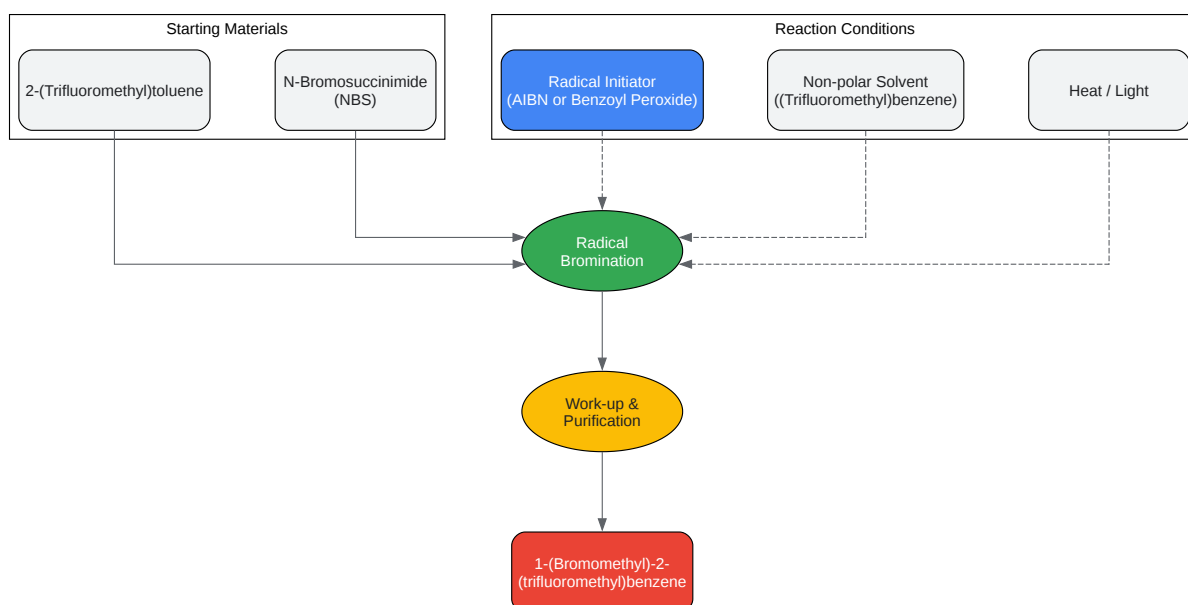 Starting Materials
Reaction Conditions
2-(Trifluoromethyl)toluene
N-Bromosuccinimide
(NBS)
Radical Initiator
(AIBN or Benzoyl Peroxide)
Non-polar Solvent
((Trifluoromethyl)benzene)
Heat / Light
Radical
Bromination
Work-up &
Purification
1-(Bromomethyl)-2-
(trifluoromethyl)benzene